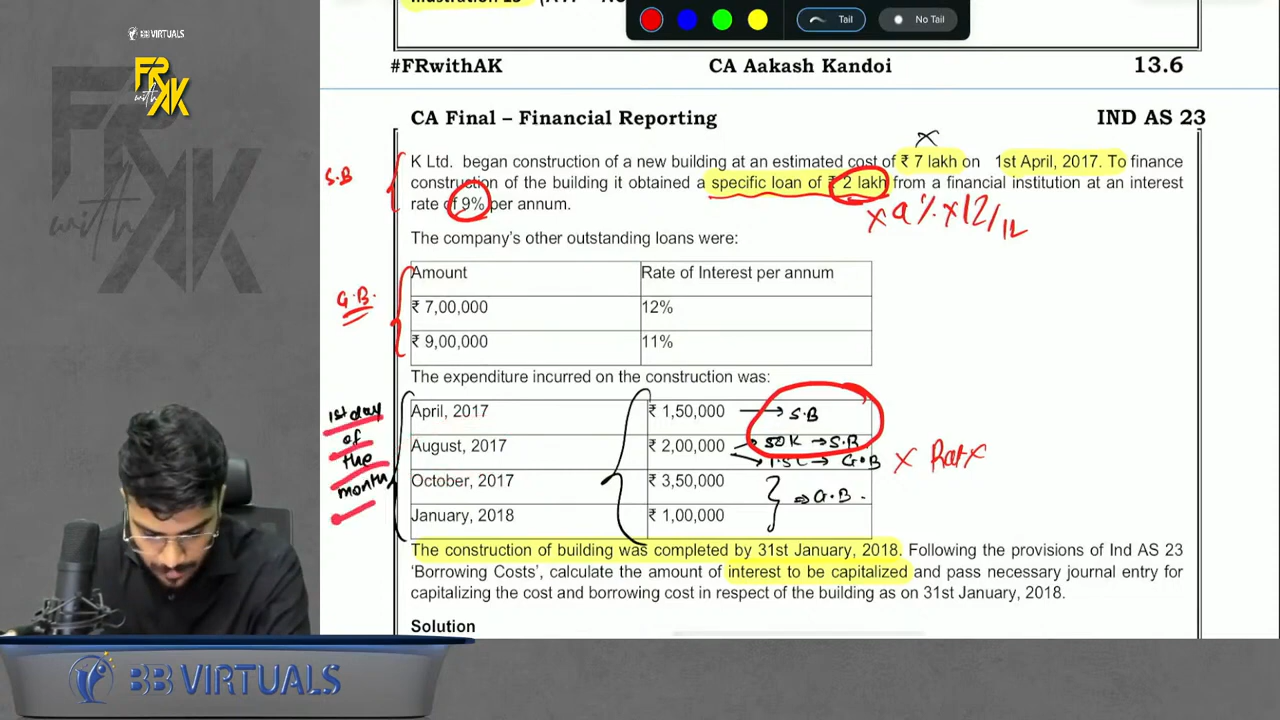 Tail
No Tail
BB VIRTUALS
FR
with
AK
#FRwithAK CA Aakash Kandoi 13.6
CA Final – Financial Reporting IND AS 23
K Ltd. began construction of a new building at an estimated cost of ₹ 7 lakh on 1st April, 2017. To finance
construction of the building it obtained a specific loan of ₹ 2 lakh from a financial institution at an interest
rate of 9% per annum.
S.B
x 9% x 12/12
The company's other outstanding loans were:
Amount Rate of Interest per annum
₹ 7,00,000 12%
₹ 9,00,000 11%
G.B.
The expenditure incurred on the construction was:
1st day
of
the
month
April, 2017 ₹ 1,50,000 → S.B
August, 2017 ₹ 2,00,000 → 50K → S.B
→ 1.5L → G.B x
October, 2017 ₹ 3,50,000
⇒ G.B.
January, 2018 ₹ 1,00,000
The construction of building was completed by 31st January, 2018. Following the provisions of Ind AS 23
'Borrowing Costs', calculate the amount of interest to be capitalized and pass necessary journal entry for
capitalizing the cost and borrowing cost in respect of the building as on 31st January, 2018.
Solution
BB VIRTUALS